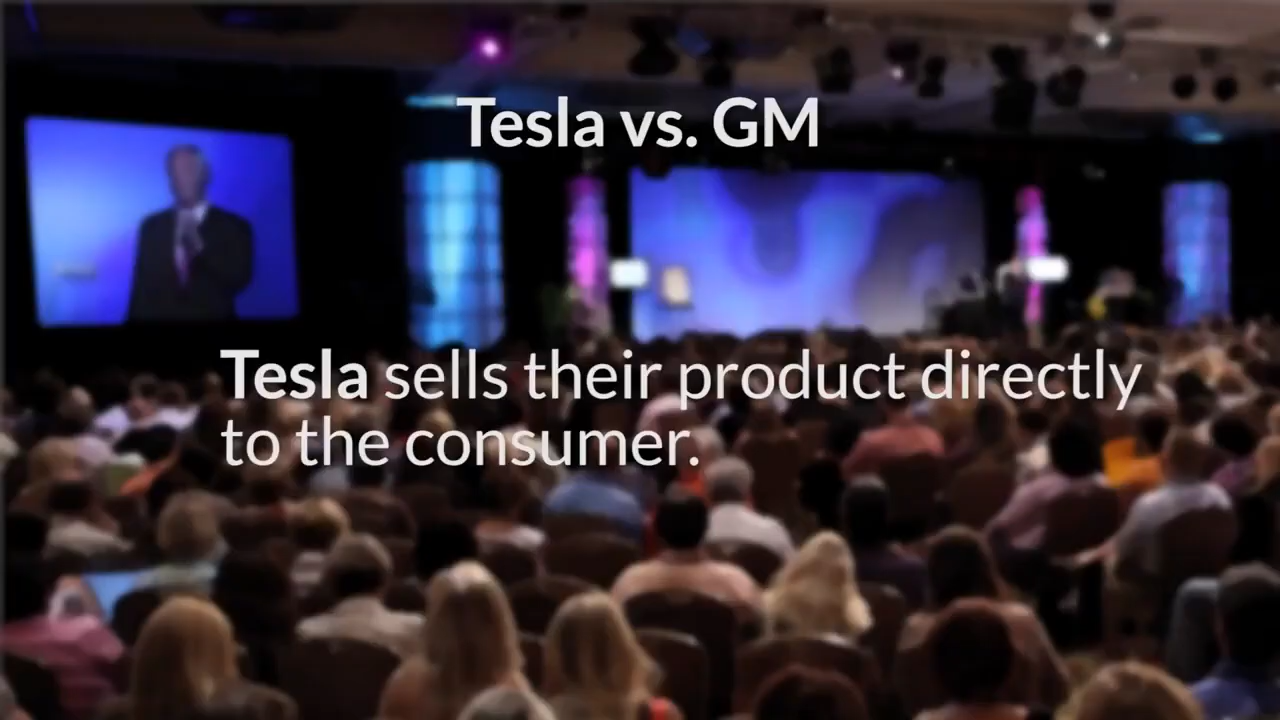 Tesla vs. GM
Tesla sells their product directly
to the consumer.